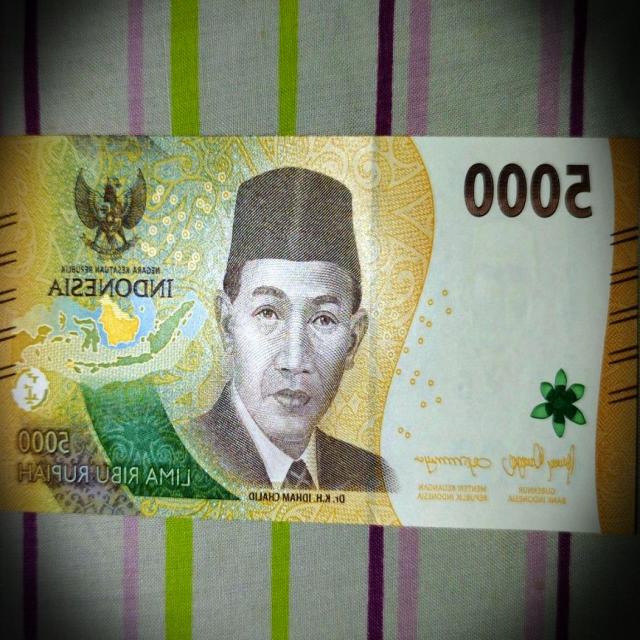 5000
NEGARA KESATUAN REPUBLIK
INDONESIA
5000
LIMA RIBU RUPIAH
Dr. K.H. IDHAM CHALID
GUBERNUR
BANK INDONESIA
MENTERI KEUANGAN
REPUBLIK INDONESIA